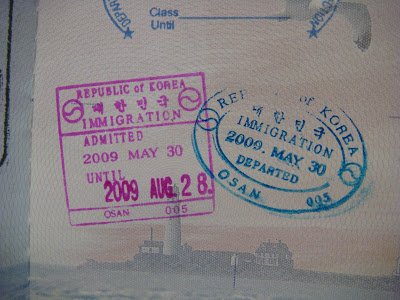 Class
Until
REPUBLIC of KOREA
대한민국
IMMIGRATION
ADMITTED
2009 MAY 30
UNTIL
2009 AUG. 28.
OSAN 005
REPUBLIC of KOREA
대한민국
IMMIGRATION
2009. MAY 30
DEPARTED
OSAN 005